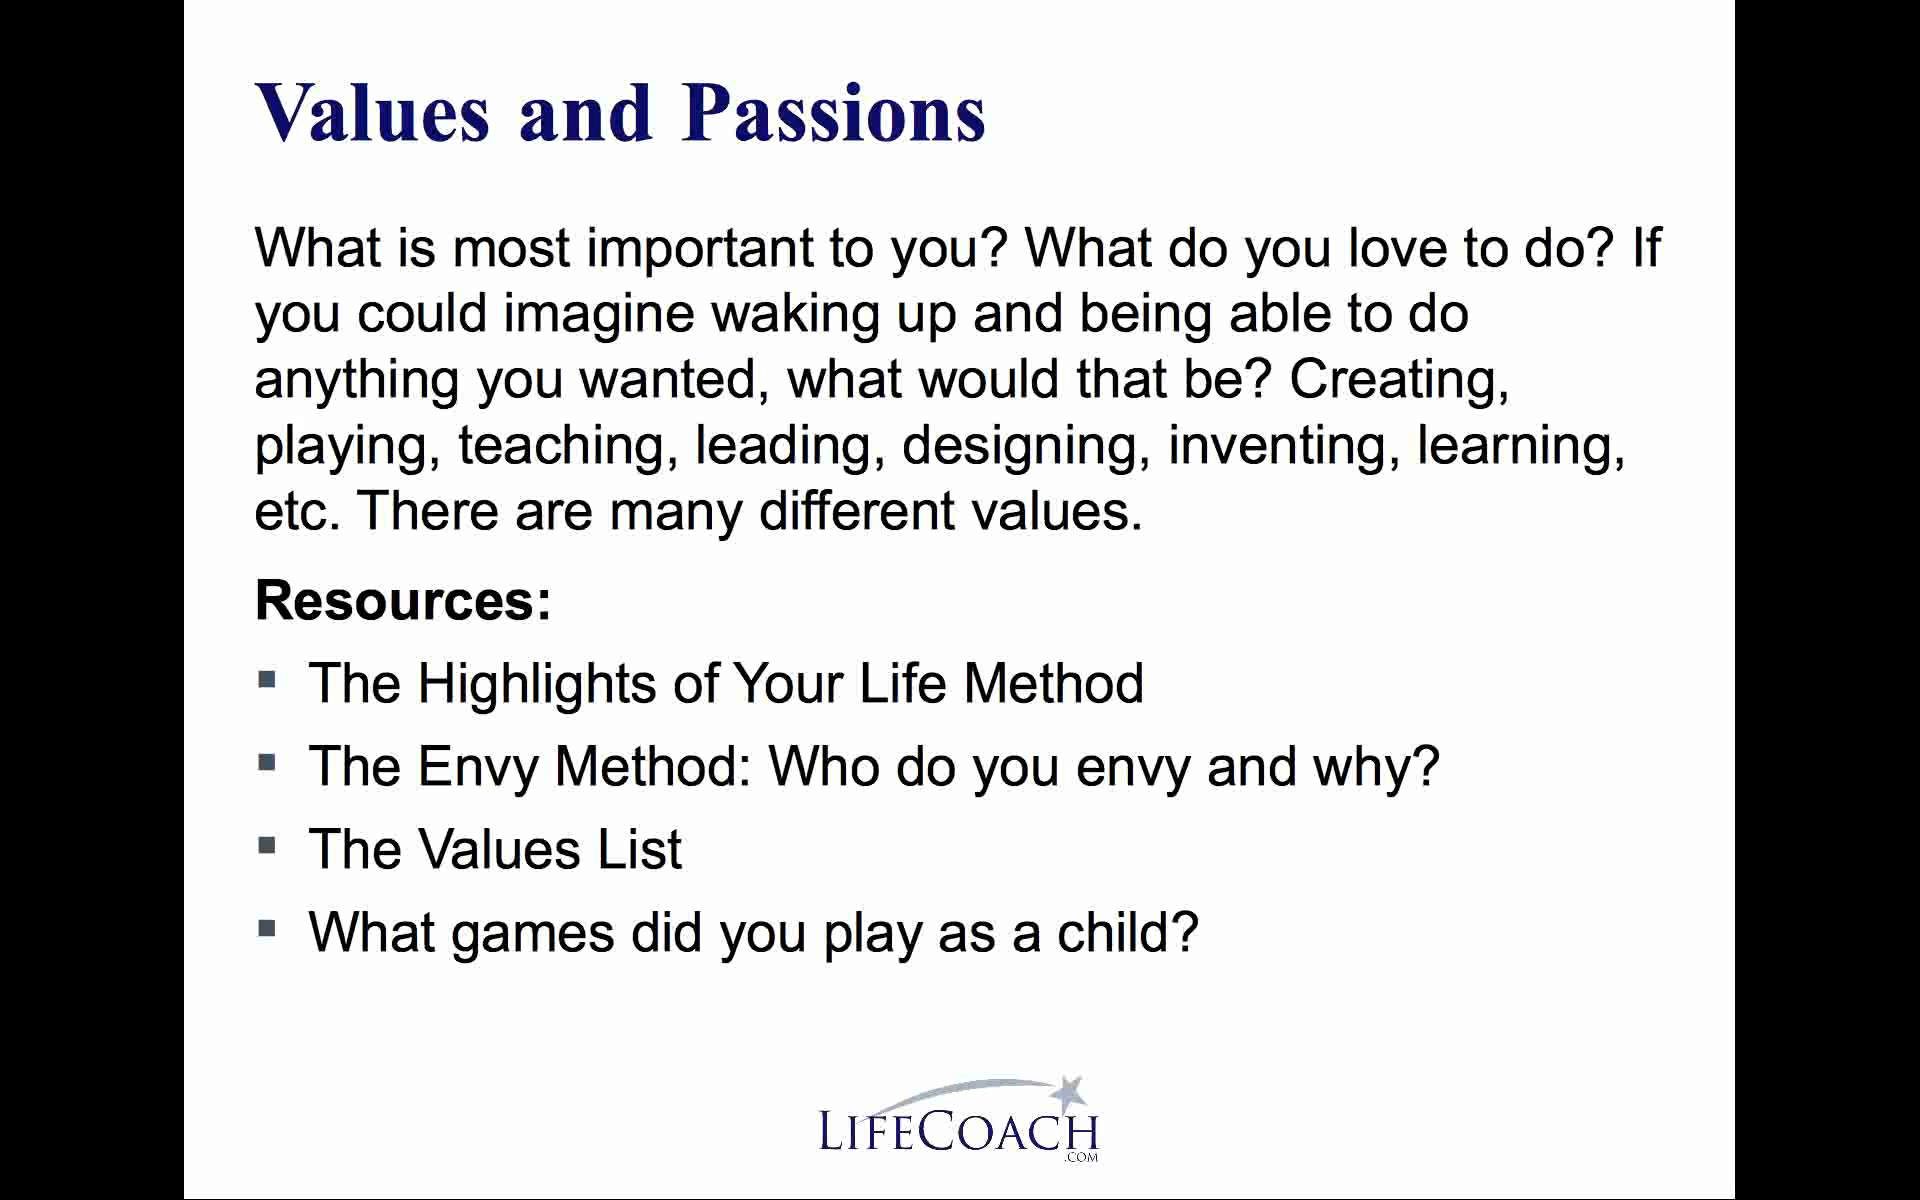 Values and Passions
What is most important to you? What do you love to do? If
you could imagine waking up and being able to do
anything you wanted, what would that be? Creating,
playing, teaching, leading, designing, inventing, learning,
etc. There are many different values.
Resources:
▪ The Highlights of Your Life Method
▪ The Envy Method: Who do you envy and why?
▪ The Values List
▪ What games did you play as a child?
LIFECOACH
.COM